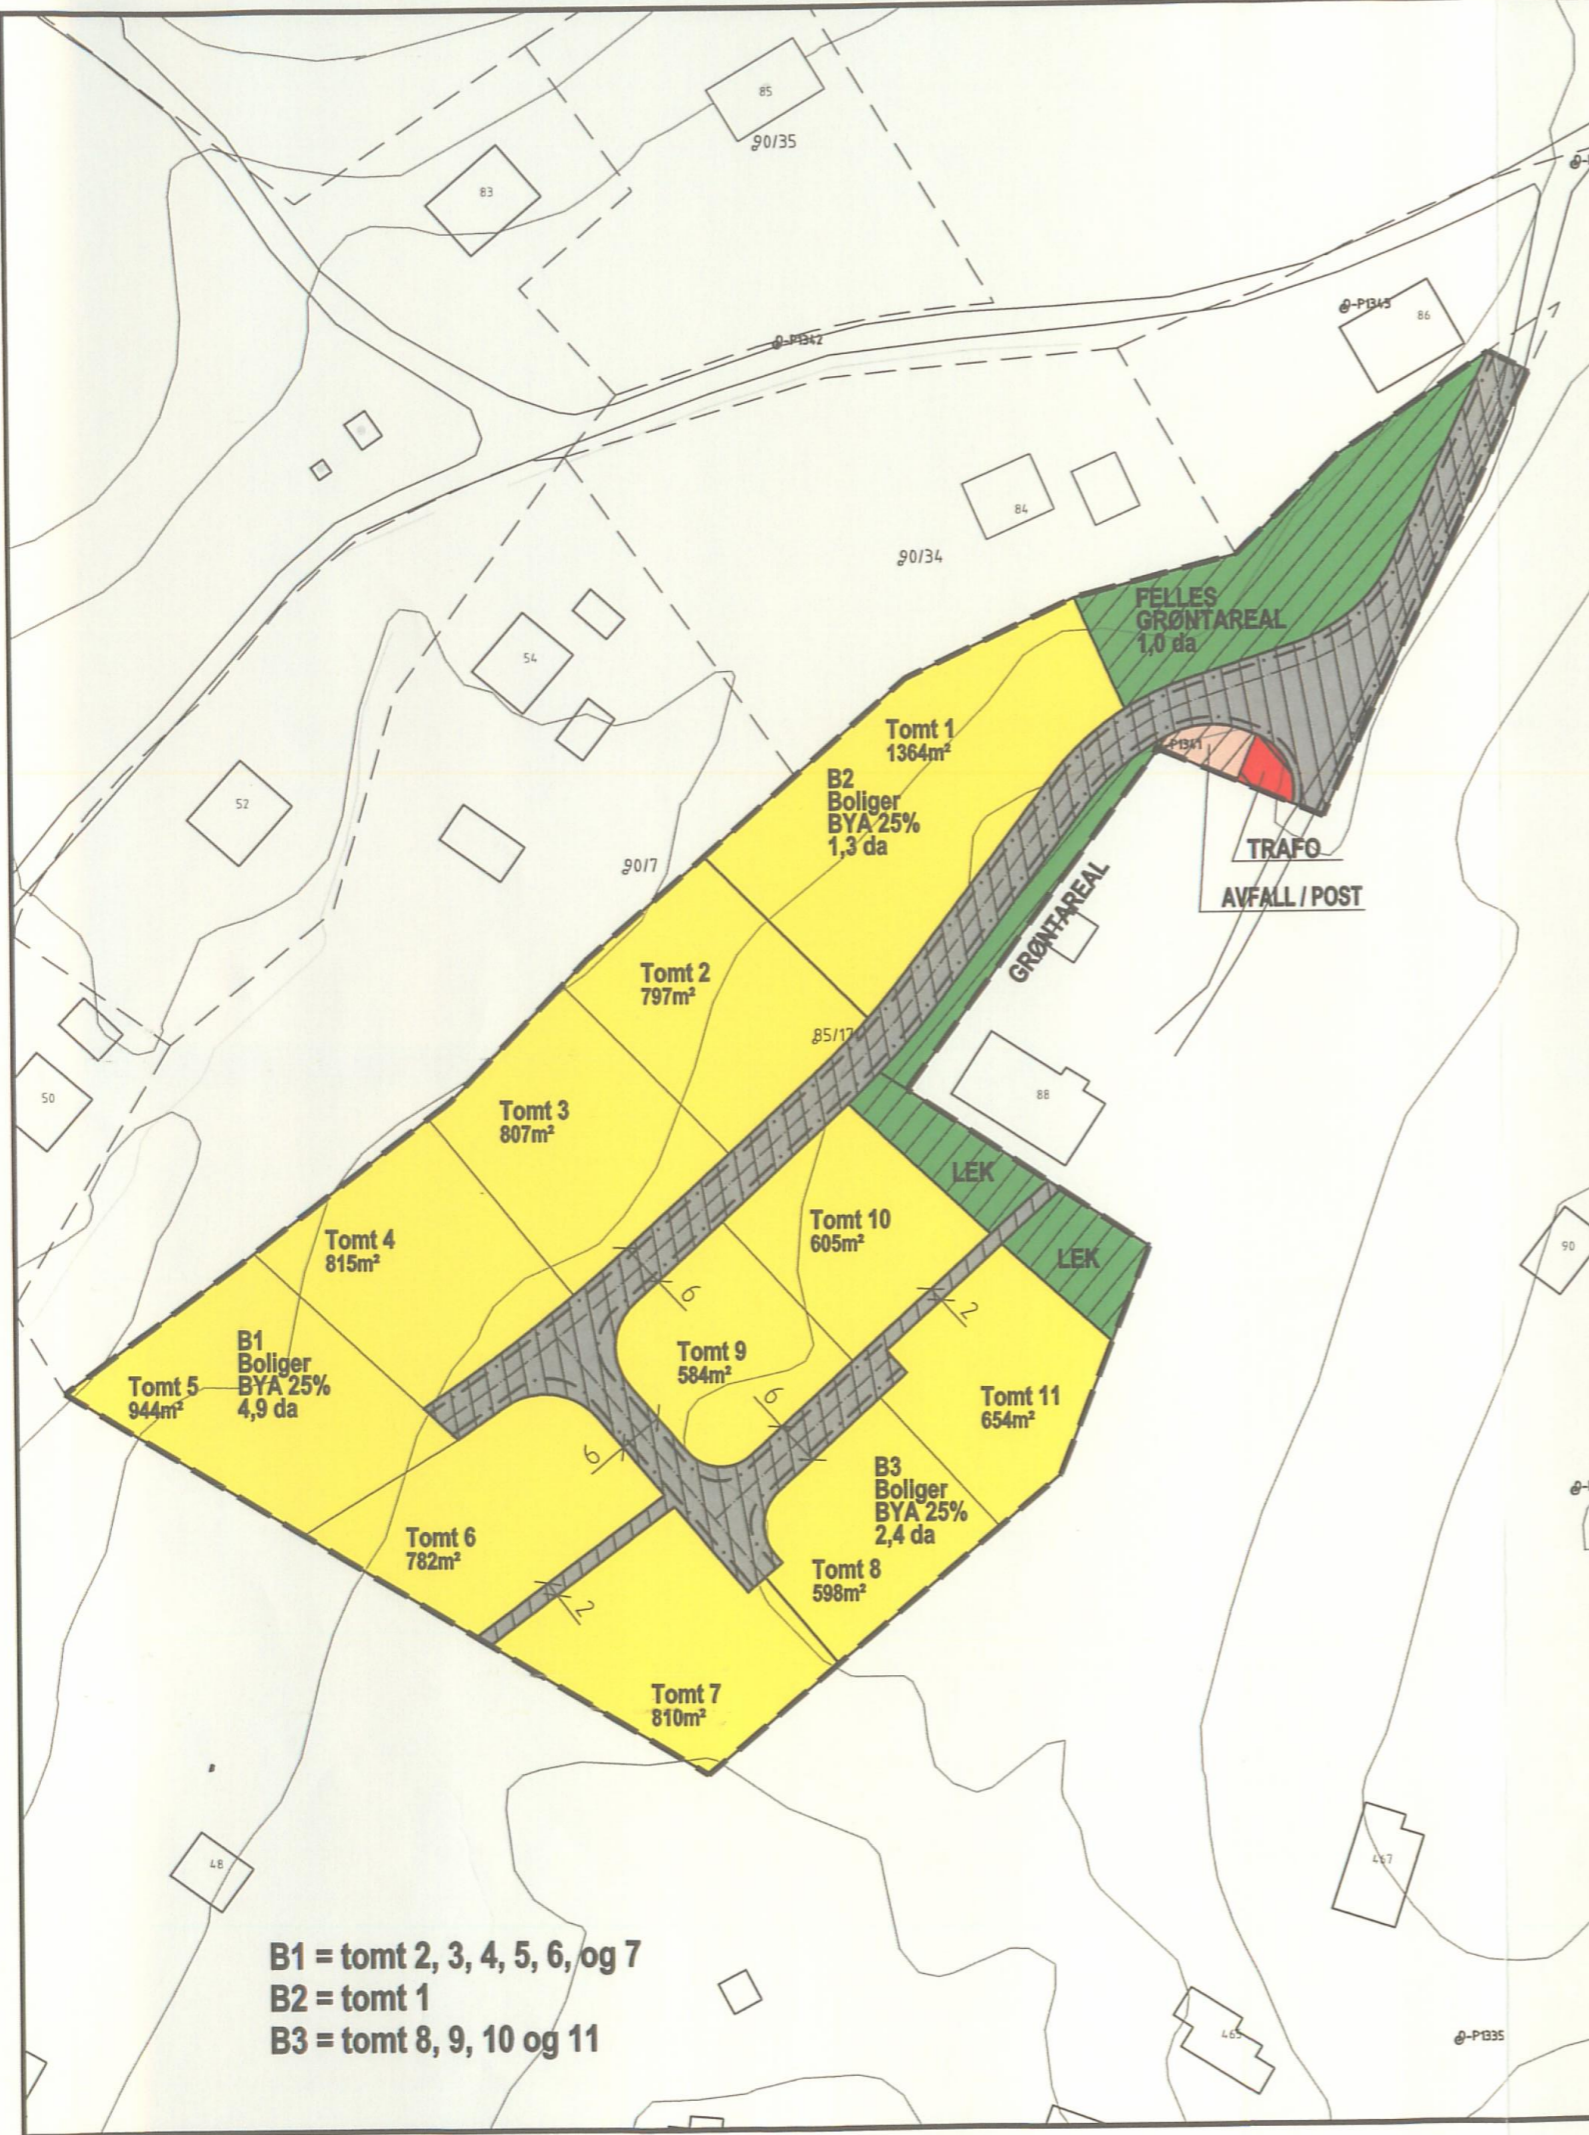 85
90/35
83
P1342
P1343
86
84
90/34
FELLES
GRØNTAREAL
1,0 da
54
Tomt 1
1364m²
P1341
B2
Boliger
BYA 25%
1,3 da
52
90/7
TRAFO
AVFALL / POST
GRØNTAREAL
Tomt 2
797m²
85/17
50
88
Tomt 3
807m²
LEK
Tomt 10
605m²
Tomt 4
815m²
LEK
90
6
2
B1
Boliger
BYA 25%
4,9 da
Tomt 9
584m²
Tomt 5
944m²
6
Tomt 11
654m²
6
B3
Boliger
BYA 25%
2,4 da
Tomt 6
782m²
Tomt 8
598m²
2
Tomt 7
810m²
48
467
B1 = tomt 2, 3, 4, 5, 6, og 7
B2 = tomt 1
B3 = tomt 8, 9, 10 og 11
465
P1335